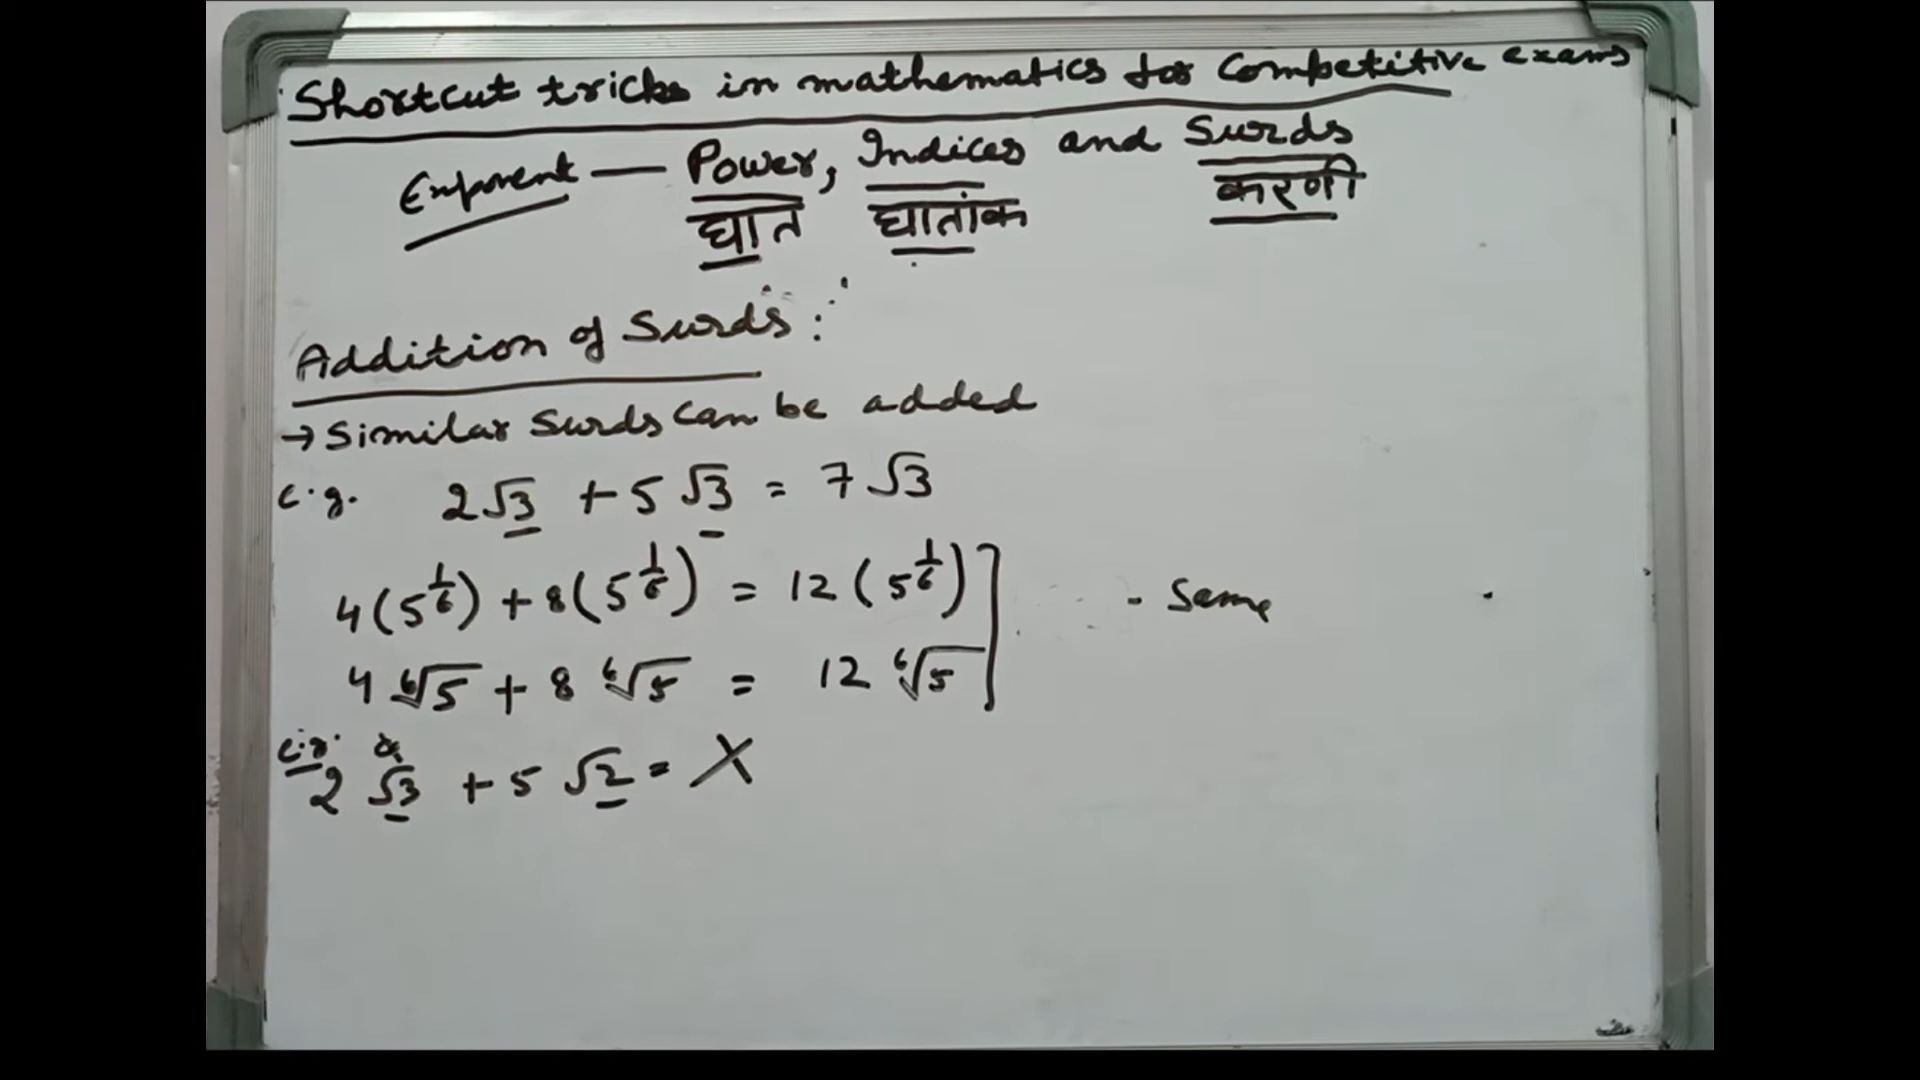 Shortcut tricks in mathematics for Competitive exams
Exponent — Power, Indices and Surds
घात घातांक करणी
Addition of Surds :
→ Similar Surds can be added
e.g. 2√3 + 5√3 = 7√3
4(5^(1/6)) + 8(5^(1/6)) = 12(5^(1/6))
- Same
4 ⁶√5 + 8 ⁶√5 = 12 ⁶√5
e.g.
2√3 + 5√2 = X